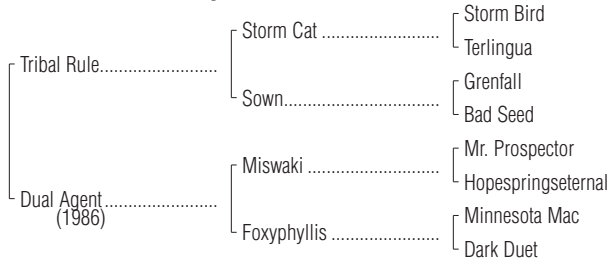 Storm Bird
Storm Cat ........................
Terlingua
Tribal Rule........................
Grenfall
Sown................................
Bad Seed
Mr. Prospector
Miswaki ...........................
Hopespringseternal
Dual Agent.......................
(1986)
Minnesota Mac
Foxyphyllis ......................
Dark Duet